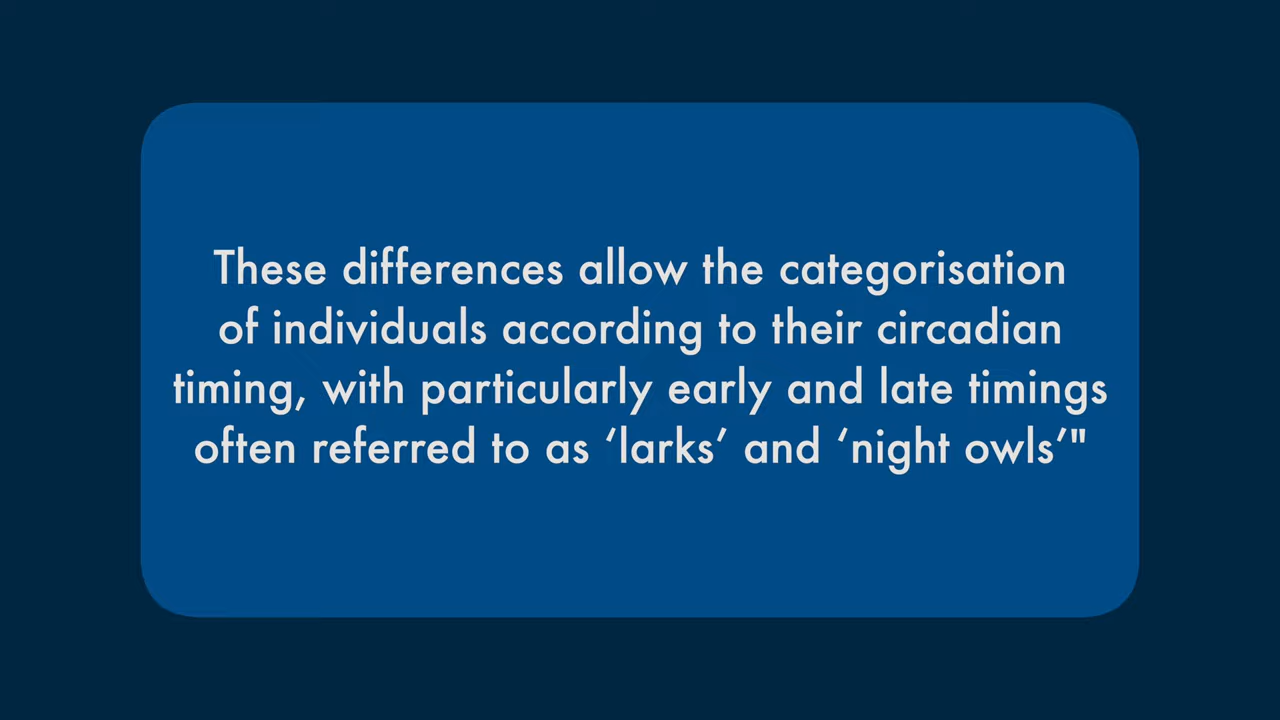 These differences allow the categorisation
of individuals according to their circadian
timing, with particularly early and late timings
often referred to as ‘larks’ and ‘night owls’"